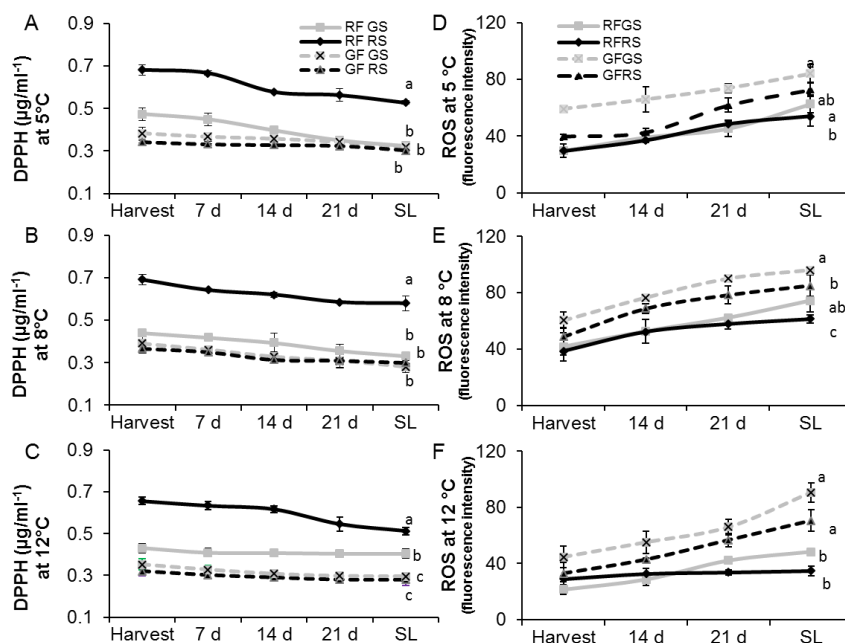 A
DPPH (µg/ml⁻¹)
at 5°C
0.9
0.7
0.5
0.3
0.1
RF GS
RF RS
GF GS
GF RS
a
b
b
b
Harvest 7 d 14 d 21 d SL
D
ROS at 5 °C
(fluorescence intensity)
120
80
40
0
RFGS
RFRS
GFGS
GFRS
a
ab
a
b
Harvest 14 d 21 d SL
B
DPPH (µg/ml⁻¹)
at 8°C
0.9
0.7
0.5
0.3
0.1
a
b
b
b
Harvest 7 d 14 d 21 d SL
E
ROS at 8 °C
(fluorescence intensity)
120
80
40
0
a
b
ab
c
Harvest 14 d 21 d SL
C
DPPH (µg/ml⁻¹)
at 12°C
0.9
0.7
0.5
0.3
0.1
a
b
c
c
Harvest 7 d 14 d 21 d SL
F
ROS at 12 °C
(fluorescence intensity)
120
80
40
0
a
a
b
b
Harvest 14 d 21 d SL